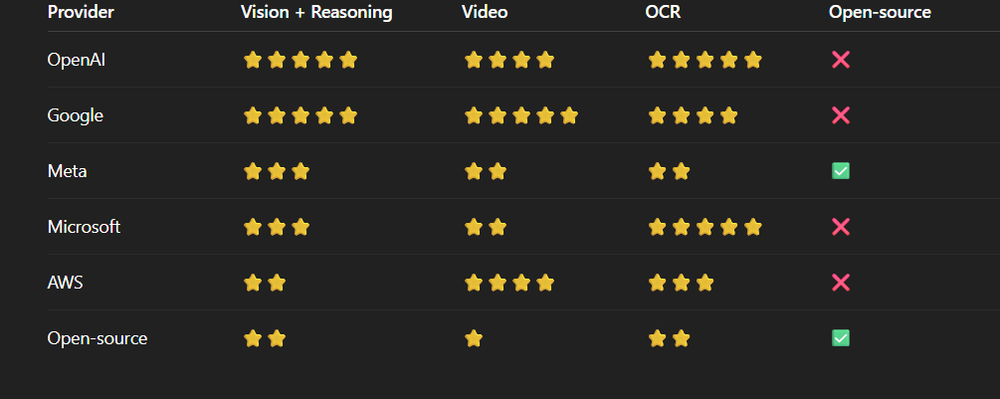 Provider Vision + Reasoning Video OCR Open-source
OpenAI ⭐⭐⭐⭐⭐ ⭐⭐⭐⭐ ⭐⭐⭐⭐⭐ ❌
Google ⭐⭐⭐⭐⭐ ⭐⭐⭐⭐⭐ ⭐⭐⭐⭐ ❌
Meta ⭐⭐⭐ ⭐⭐ ⭐⭐ ✅
Microsoft ⭐⭐⭐ ⭐⭐ ⭐⭐⭐⭐⭐ ❌
AWS ⭐⭐ ⭐⭐⭐⭐ ⭐⭐⭐ ❌
Open-source ⭐⭐ ⭐ ⭐⭐ ✅